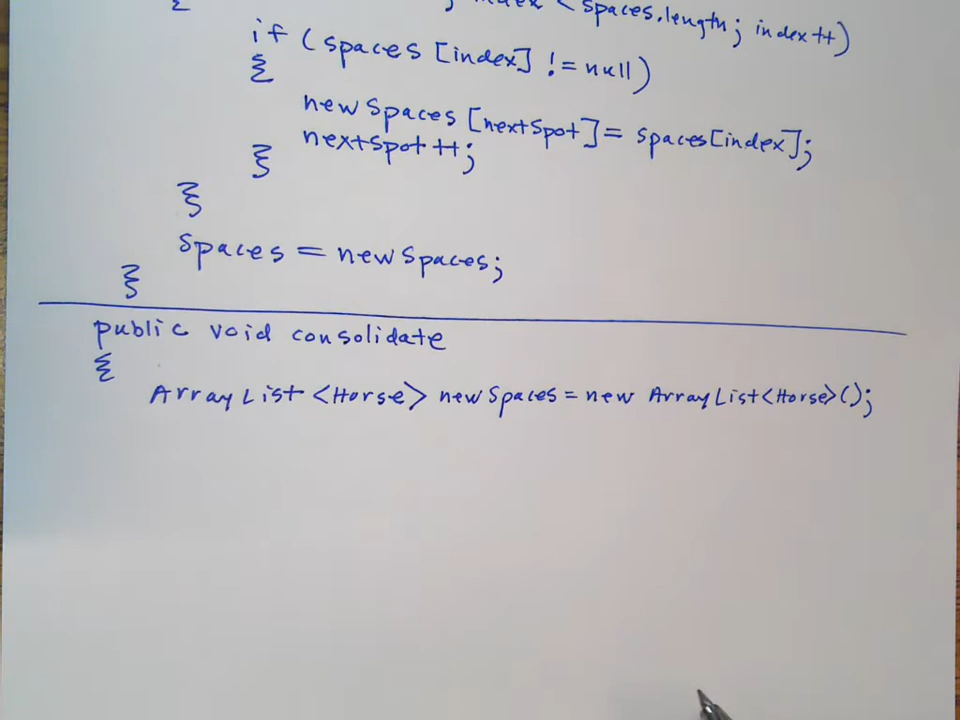 {
; index < spaces.length; index++)
if (spaces [index] != null)
{
newSpaces [nextSpot] = spaces[index];
nextSpot++;
}
}
spaces = newSpaces;
}
public void consolidate
{
ArrayList <Horse> newSpaces = new ArrayList<Horse>();